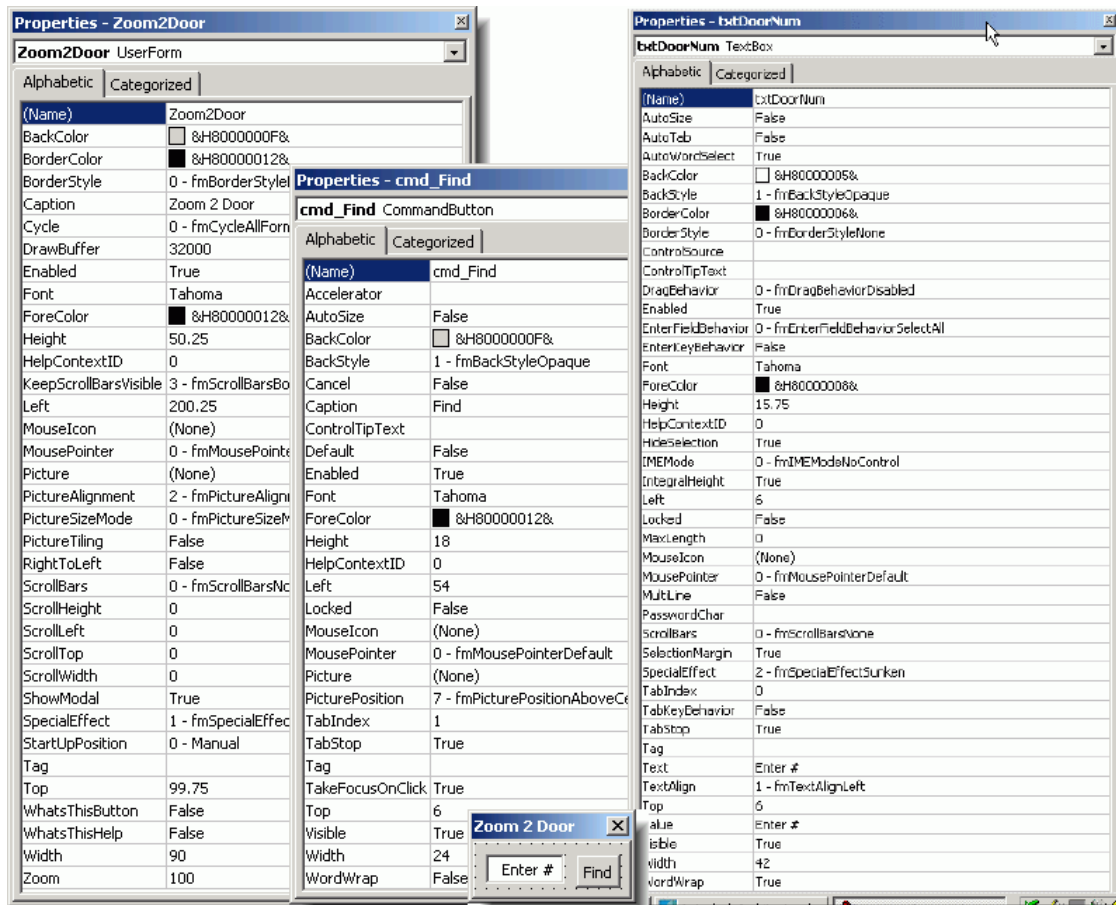 Properties - Zoom2Door
Zoom2Door UserForm
Alphabetic Categorized
(Name) Zoom2Door
BackColor &H8000000F&
BorderColor &H80000012&
BorderStyle 0 - fmBorderStyle
Caption Zoom 2 Door
Cycle 0 - fmCycleAllForn
DrawBuffer 32000
Enabled True
Font Tahoma
ForeColor &H80000012&
Height 50.25
HelpContextID 0
KeepScrollBarsVisible 3 - fmScrollBarsBo
Left 200.25
MouseIcon (None)
MousePointer 0 - fmMousePointe
Picture (None)
PictureAlignment 2 - fmPictureAlign
PictureSizeMode 0 - fmPictureSizeM
PictureTiling False
RightToLeft False
ScrollBars 0 - fmScrollBarsNo
ScrollHeight 0
ScrollLeft 0
ScrollTop 0
ScrollWidth 0
ShowModal True
SpecialEffect 1 - fmSpecialEffec
StartUpPosition 0 - Manual
Tag
Top 99.75
WhatsThisButton False
WhatsThisHelp False
Width 90
Zoom 100
Properties - cmd_Find
cmd_Find CommandButton
Alphabetic Categorized
(Name) cmd_Find
Accelerator
AutoSize False
BackColor &H8000000F&
BackStyle 1 - fmBackStyleOpaque
Cancel False
Caption Find
ControlTipText
Default False
Enabled True
Font Tahoma
ForeColor &H80000012&
Height 18
HelpContextID 0
Left 54
Locked False
MouseIcon (None)
MousePointer 0 - fmMousePointerDefault
Picture (None)
PicturePosition 7 - fmPicturePositionAboveCe
TabIndex 1
TabStop True
Tag
TakeFocusOnClick True
Top 6
Visible True
Width 24
WordWrap False
Zoom 2 Door
Enter # Find
Properties - txtDoorNum
txtDoorNum TextBox
Alphabetic Categorized
(Name) txtDoorNum
AutoSize False
AutoTab False
AutoWordSelect True
BackColor &H80000005&
BackStyle 1 - fmBackStyleOpaque
BorderColor &H80000006&
BorderStyle 0 - fmBorderStyleNone
ControlSource
ControlTipText
DragBehavior 0 - fmDragBehaviorDisabled
Enabled True
EnterFieldBehavior 0 - fmEnterFieldBehaviorSelectAll
EnterKeyBehavior False
Font Tahoma
ForeColor &H80000008&
Height 15.75
HelpContextID 0
HideSelection True
IMEMode 0 - fmIMEModeNoControl
IntegralHeight True
Left 6
Locked False
MaxLength 0
MouseIcon (None)
MousePointer 0 - fmMousePointerDefault
MultiLine False
PasswordChar
ScrollBars 0 - fmScrollBarsNone
SelectionMargin True
SpecialEffect 2 - fmSpecialEffectSunken
TabIndex 0
TabKeyBehavior False
TabStop True
Tag
Text Enter #
TextAlign 1 - fmTextAlignLeft
Top 6
alue Enter #
isible True
Width 42
WordWrap True